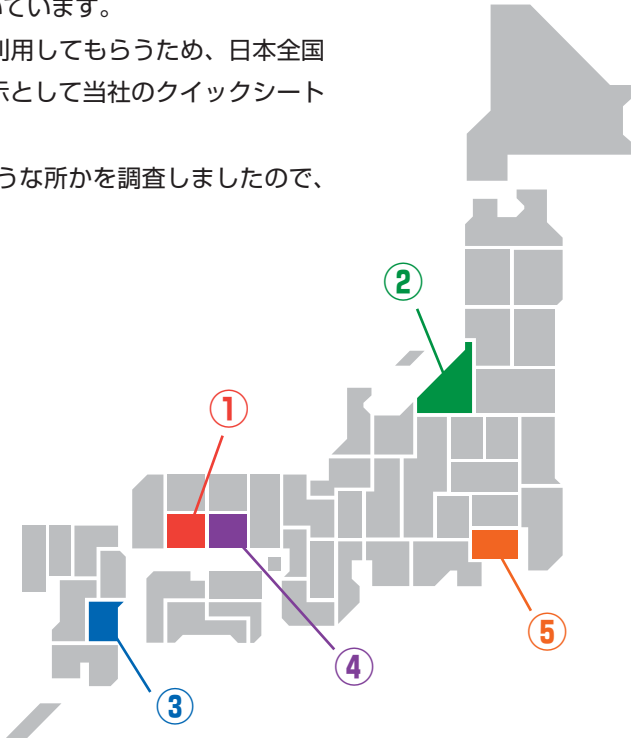 いています。
利用してもらうため、日本全国
示として当社のクイックシート
うな所かを調査しましたので、
②
①
④
⑤
③